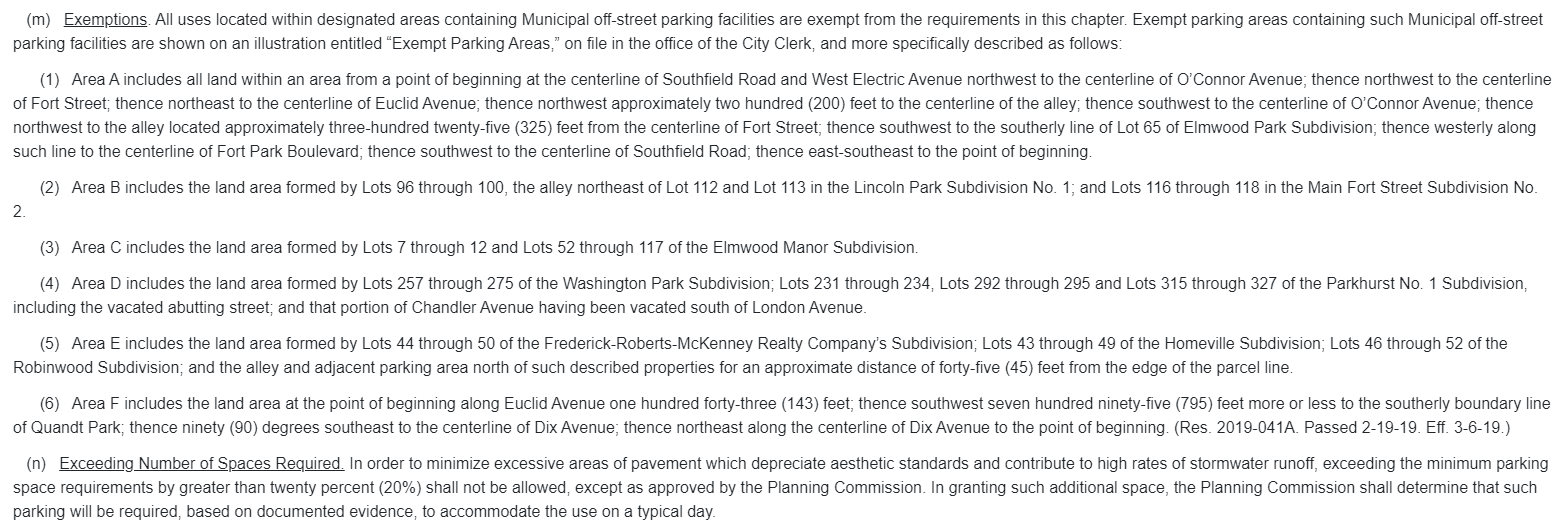 (m) Exemptions. All uses located within designated areas containing Municipal off-street parking facilities are exempt from the requirements in this chapter. Exempt parking areas containing such Municipal off-street
parking facilities are shown on an illustration entitled “Exempt Parking Areas,” on file in the office of the City Clerk, and more specifically described as follows:
(1) Area A includes all land within an area from a point of beginning at the centerline of Southfield Road and West Electric Avenue northwest to the centerline of O’Connor Avenue; thence northwest to the centerline
of Fort Street; thence northeast to the centerline of Euclid Avenue; thence northwest approximately two hundred (200) feet to the centerline of the alley; thence southwest to the centerline of O’Connor Avenue; thence
northwest to the alley located approximately three-hundred twenty-five (325) feet from the centerline of Fort Street; thence southwest to the southerly line of Lot 65 of Elmwood Park Subdivision; thence westerly along
such line to the centerline of Fort Park Boulevard; thence southwest to the centerline of Southfield Road; thence east-southeast to the point of beginning.
(2) Area B includes the land area formed by Lots 96 through 100, the alley northeast of Lot 112 and Lot 113 in the Lincoln Park Subdivision No. 1; and Lots 116 through 118 in the Main Fort Street Subdivision No.
2.
(3) Area C includes the land area formed by Lots 7 through 12 and Lots 52 through 117 of the Elmwood Manor Subdivision.
(4) Area D includes the land area formed by Lots 257 through 275 of the Washington Park Subdivision; Lots 231 through 234, Lots 292 through 295 and Lots 315 through 327 of the Parkhurst No. 1 Subdivision,
including the vacated abutting street; and that portion of Chandler Avenue having been vacated south of London Avenue.
(5) Area E includes the land area formed by Lots 44 through 50 of the Frederick-Roberts-McKenney Realty Company’s Subdivision; Lots 43 through 49 of the Homeville Subdivision; Lots 46 through 52 of the
Robinwood Subdivision; and the alley and adjacent parking area north of such described properties for an approximate distance of forty-five (45) feet from the edge of the parcel line.
(6) Area F includes the land area at the point of beginning along Euclid Avenue one hundred forty-three (143) feet; thence southwest seven hundred ninety-five (795) feet more or less to the southerly boundary line
of Quandt Park; thence ninety (90) degrees southeast to the centerline of Dix Avenue; thence northeast along the centerline of Dix Avenue to the point of beginning. (Res. 2019-041A. Passed 2-19-19. Eff. 3-6-19.)
(n) Exceeding Number of Spaces Required. In order to minimize excessive areas of pavement which depreciate aesthetic standards and contribute to high rates of stormwater runoff, exceeding the minimum parking
space requirements by greater than twenty percent (20%) shall not be allowed, except as approved by the Planning Commission. In granting such additional space, the Planning Commission shall determine that such
parking will be required, based on documented evidence, to accommodate the use on a typical day.